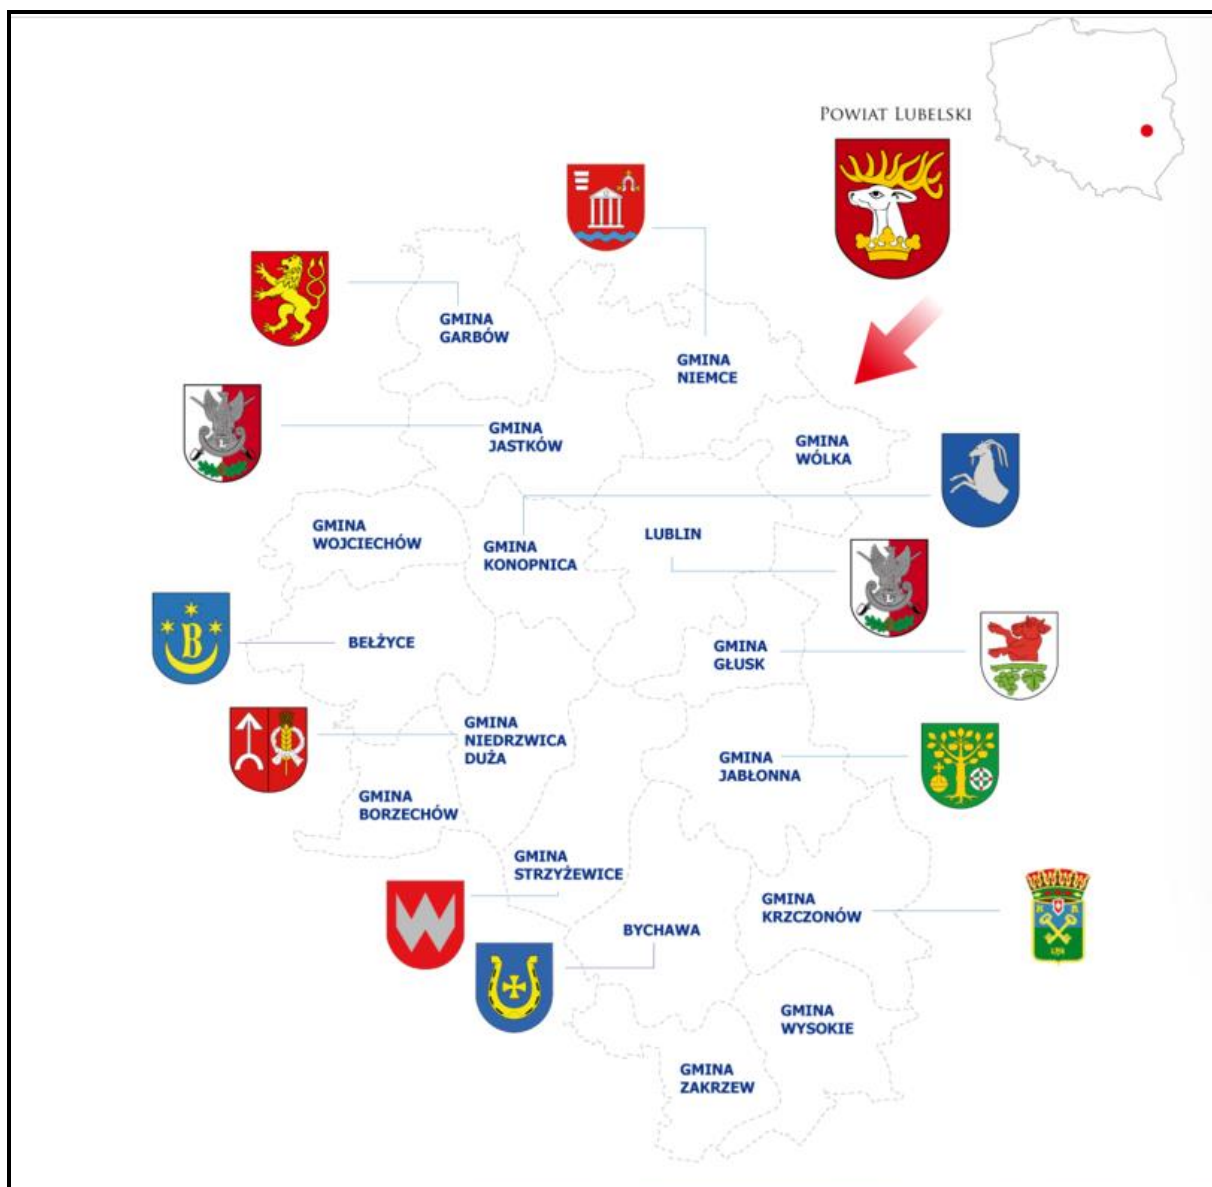 POWIAT LUBELSKI
GMINA
GARBÓW
GMINA
NIEMCE
GMINA
JASTKÓW
GMINA
WÓLKA
GMINA
WOJCIECHÓW
GMINA
KONOPNICA
LUBLIN
BEŁŻYCE
B
GMINA
GŁUSK
GMINA
NIEDRZWICA
DUŻA
GMINA
JABŁONNA
GMINA
BORZECHÓW
GMINA
STRZYŻEWICE
GMINA
KRZCZONÓW
BYCHAWA
GMINA
WYSOKIE
GMINA
ZAKRZEW